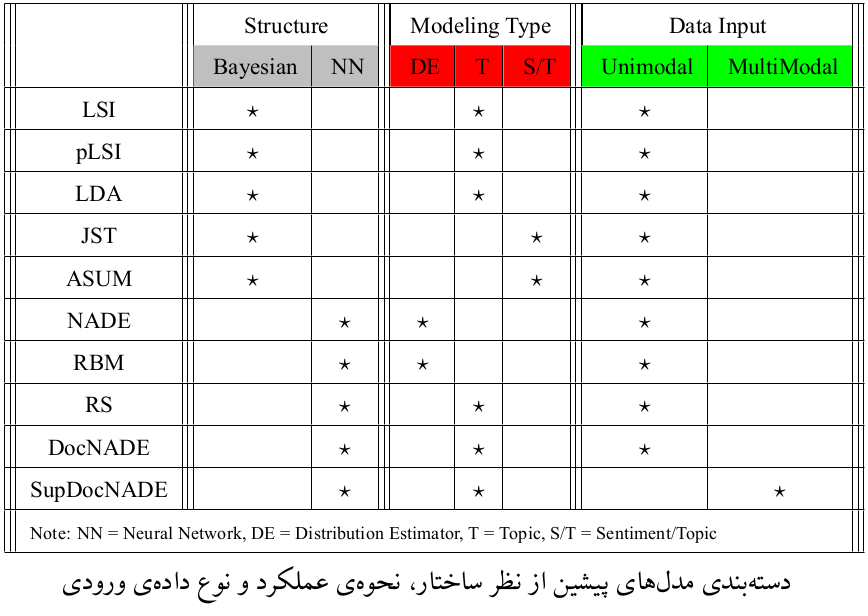 Structure Modeling Type Data Input
Bayesian NN DE T S/T Unimodal MultiModal
LSI ⋆ ⋆ ⋆
pLSI ⋆ ⋆ ⋆
LDA ⋆ ⋆ ⋆
JST ⋆ ⋆ ⋆
ASUM ⋆ ⋆ ⋆
NADE ⋆ ⋆ ⋆
RBM ⋆ ⋆ ⋆
RS ⋆ ⋆ ⋆
DocNADE ⋆ ⋆ ⋆
SupDocNADE ⋆ ⋆ ⋆
Note: NN = Neural Network, DE = Distribution Estimator, T = Topic, S/T = Sentiment/Topic
دسته‌بندی مدل‌های پیشین از نظر ساختار، نحوه‌ی عملکرد و نوع داده‌ی ورودی